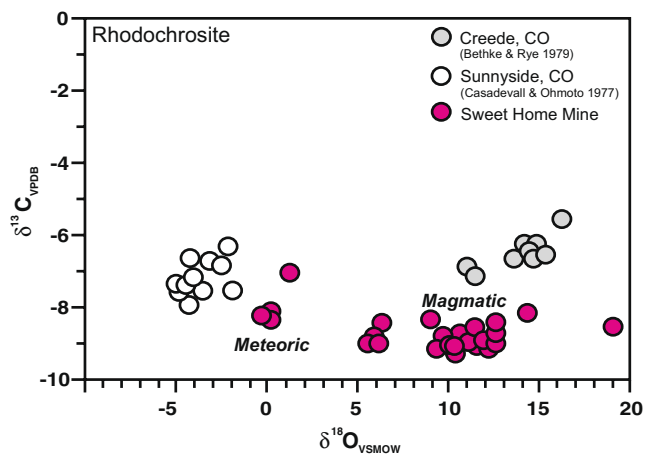 Rhodochrosite
Creede, CO
(Bethke & Rye 1979)
Sunnyside, CO
(Casadevall & Ohmoto 1977)
Sweet Home Mine
0
-2
-4
-6
-8
-10
δ13CVPDB
Magmatic
Meteoric
-5
0
5
10
15
20
δ18OVSMOW